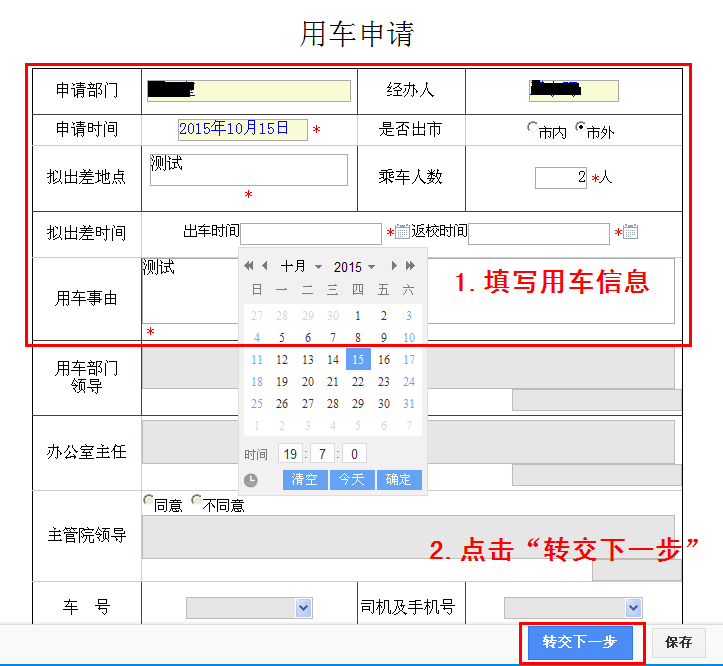 用车申请
申请部门 经办人
申请时间 2015年10月15日 * 是否出市 市内 市外
拟出差地点 测试 * 乘车人数 2 *人
拟出差时间 出车时间 * 返校时间 *
用车事由 测试 *
1.填写用车信息
十月 2015
日 一 二 三 四 五 六
27 28 29 30 1 2 3
4 5 6 7 8 9 10
11 12 13 14 15 16 17
18 19 20 21 22 23 24
25 26 27 28 29 30 31
1 2 3 4 5 6 7
时间 19 : 7 : 0
清空 今天 确定
用车部门
领导
办公室主任
主管院领导 同意 不同意
2.点击“转交下一步”
车 号 司机及手机号
转交下一步 保存